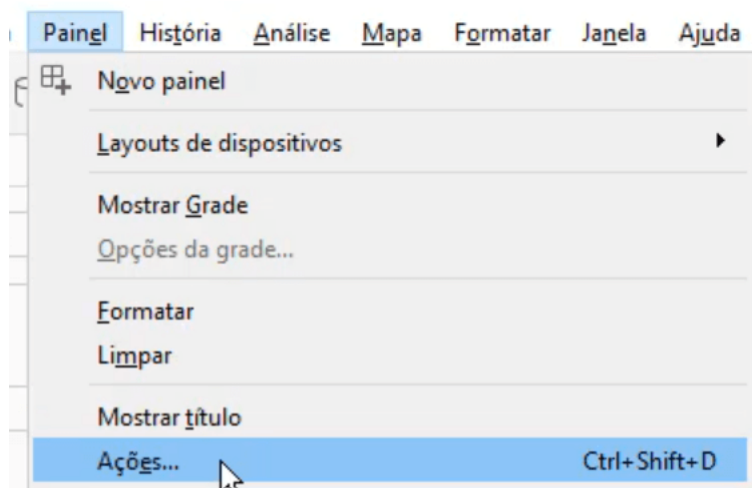 Painel História Análise Mapa Formatar Janela Ajuda
Novo painel
Layouts de dispositivos
Mostrar Grade
Opções da grade...
Formatar
Limpar
Mostrar título
Ações... Ctrl+Shift+D